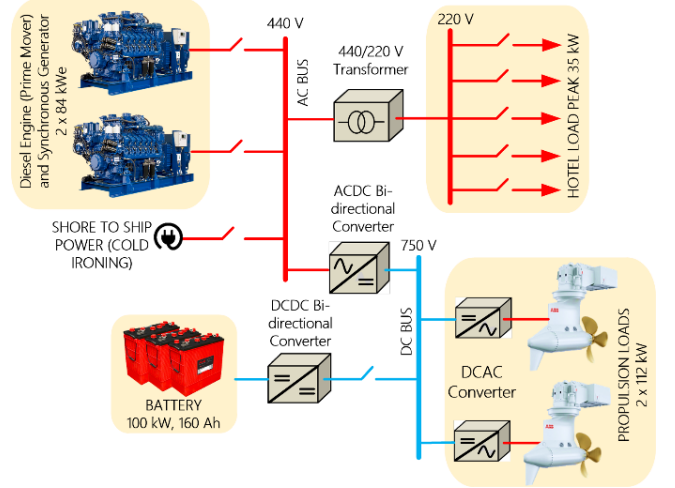 Diesel Engine (Prime Mover)
and Synchronous Generator
2 x 84 kWe
440 V
AC BUS
440/220 V
Transformer
220 V
HOTEL LOAD PEAK 35 kW
SHORE TO SHIP
POWER (COLD
IRONING)
ACDC Bi-
directional
Converter
750 V
DC BUS
DCDC Bi-
directional
Converter
BATTERY
100 kW, 160 Ah
DCAC
Converter
ABB
ABB
PROPULSION LOADS
2 x 112 kW